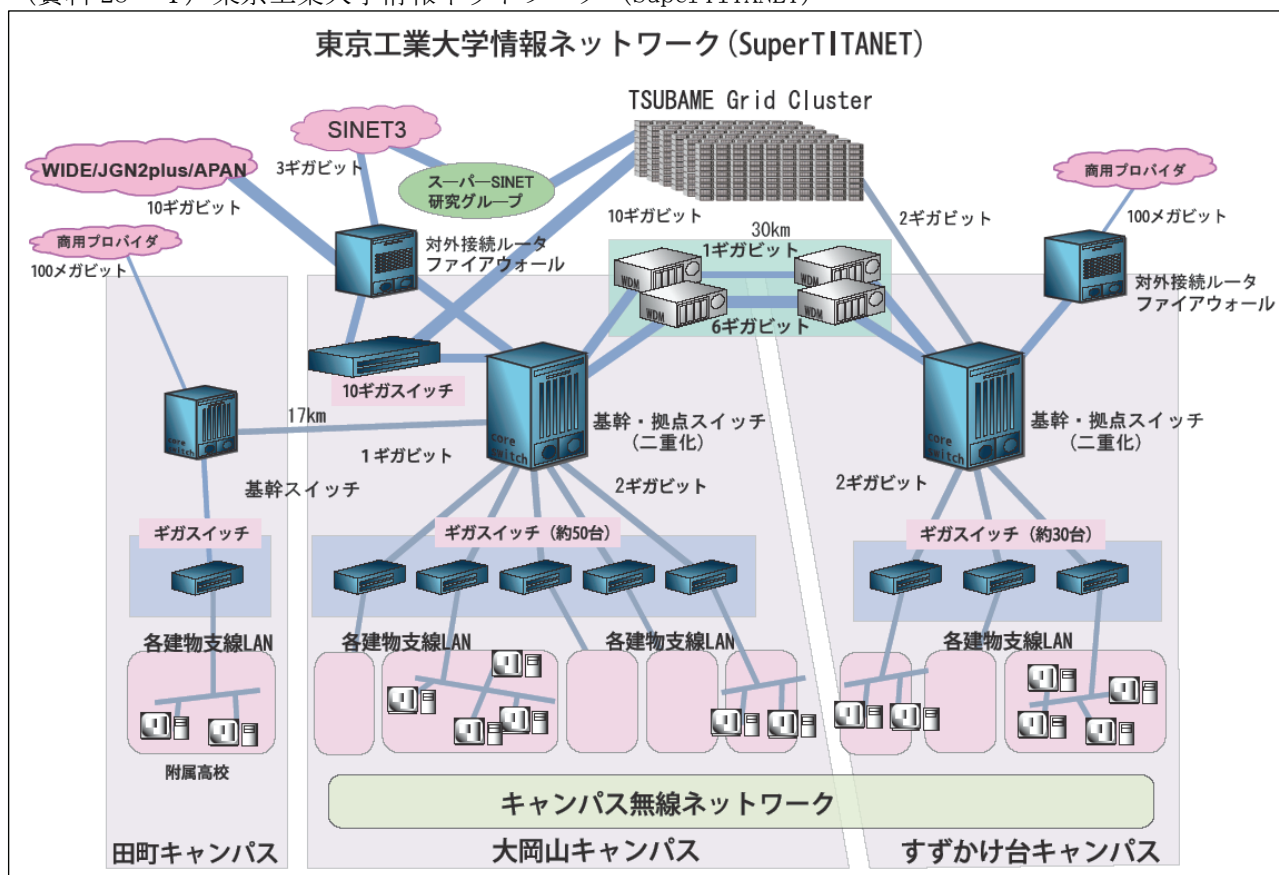 東京工業大学情報ネットワーク(SuperTITANET)
TSUBAME Grid Cluster
SINET3
WIDE/JGN2plus/APAN
3ギガビット
スーパーSINET
研究グループ
商用プロバイダ
10ギガビット
10ギガビット
2ギガビット
100メガビット
30km
1ギガビット
商用プロバイダ
100メガビット
対外接続ルータ
ファイアウォール
WDM
WDM
WDM
WDM
6ギガビット
対外接続ルータ
ファイアウォール
10ギガスイッチ
17km
core
switch
core
switch
core
switch
基幹・拠点スイッチ
(二重化)
基幹・拠点スイッチ
(二重化)
1ギガビット
基幹スイッチ
2ギガビット
2ギガビット
ギガスイッチ
ギガスイッチ(約50台)
ギガスイッチ(約30台)
各建物支線LAN
各建物支線LAN
各建物支線LAN
各建物支線LAN
附属高校
キャンパス無線ネットワーク
田町キャンパス
大岡山キャンパス
すずかけ台キャンパス